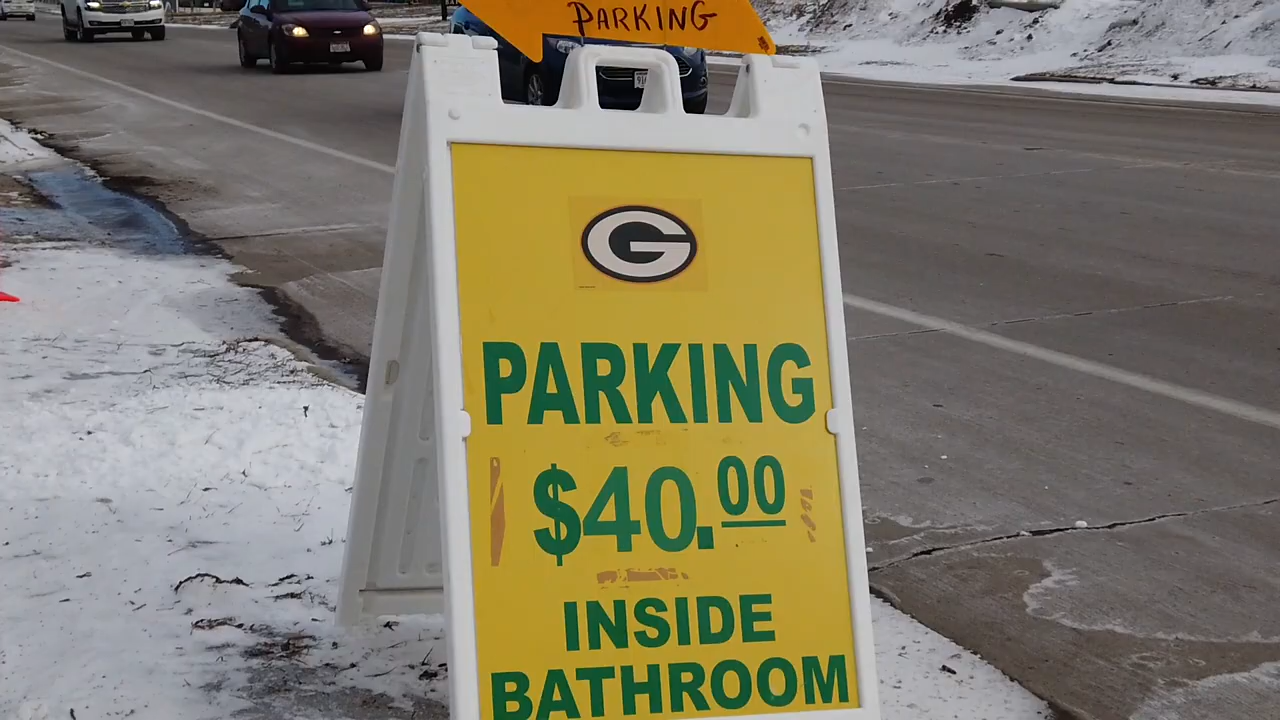 PARKING
G
PARKING
$40.00
INSIDE
BATHROOM